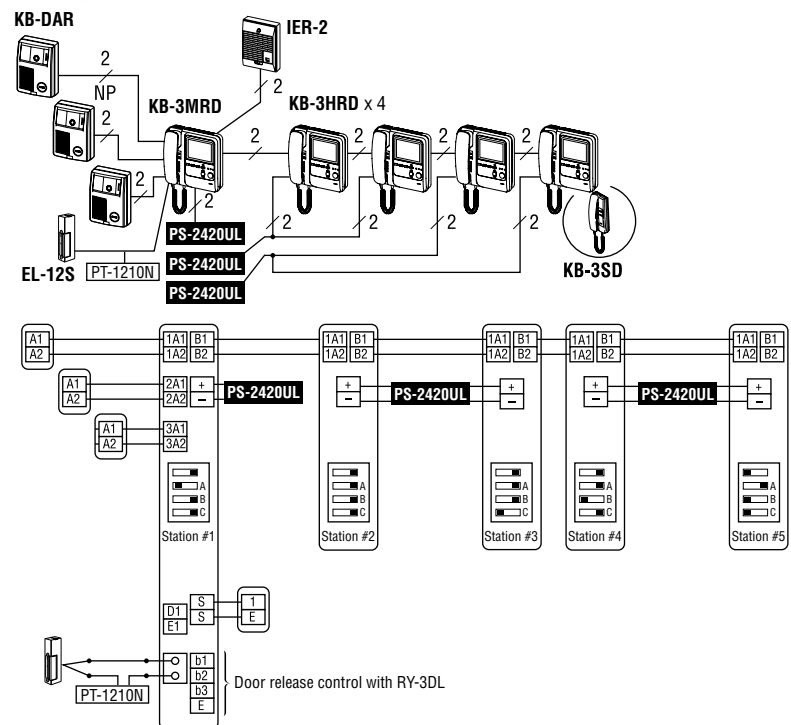 KB-DAR
IER-2
2
NP
2
KB-3MRD
KB-3HRD x 4
2
2
2
2
2
2
2
2
2
PS-2420UL
PS-2420UL
PS-2420UL
EL-12S
PT-1210N
KB-3SD
A1 1A1 B1 1A1 B1 1A1 B1 1A1 B1 1A1 B1
A2 1A2 B2 1A2 B2 1A2 B2 1A2 B2 1A2 B2
A1 2A1 + PS-2420UL + PS-2420UL + + PS-2420UL +
A2 2A2 − − − − −
A1 3A1
A2 3A2
A A A A A
B B B B B
C C C C C
Station #1 Station #2 Station #3 Station #4 Station #5
S 1
D1 S E
E1
b1
b2 Door release control with RY-3DL
PT-1210N b3
E